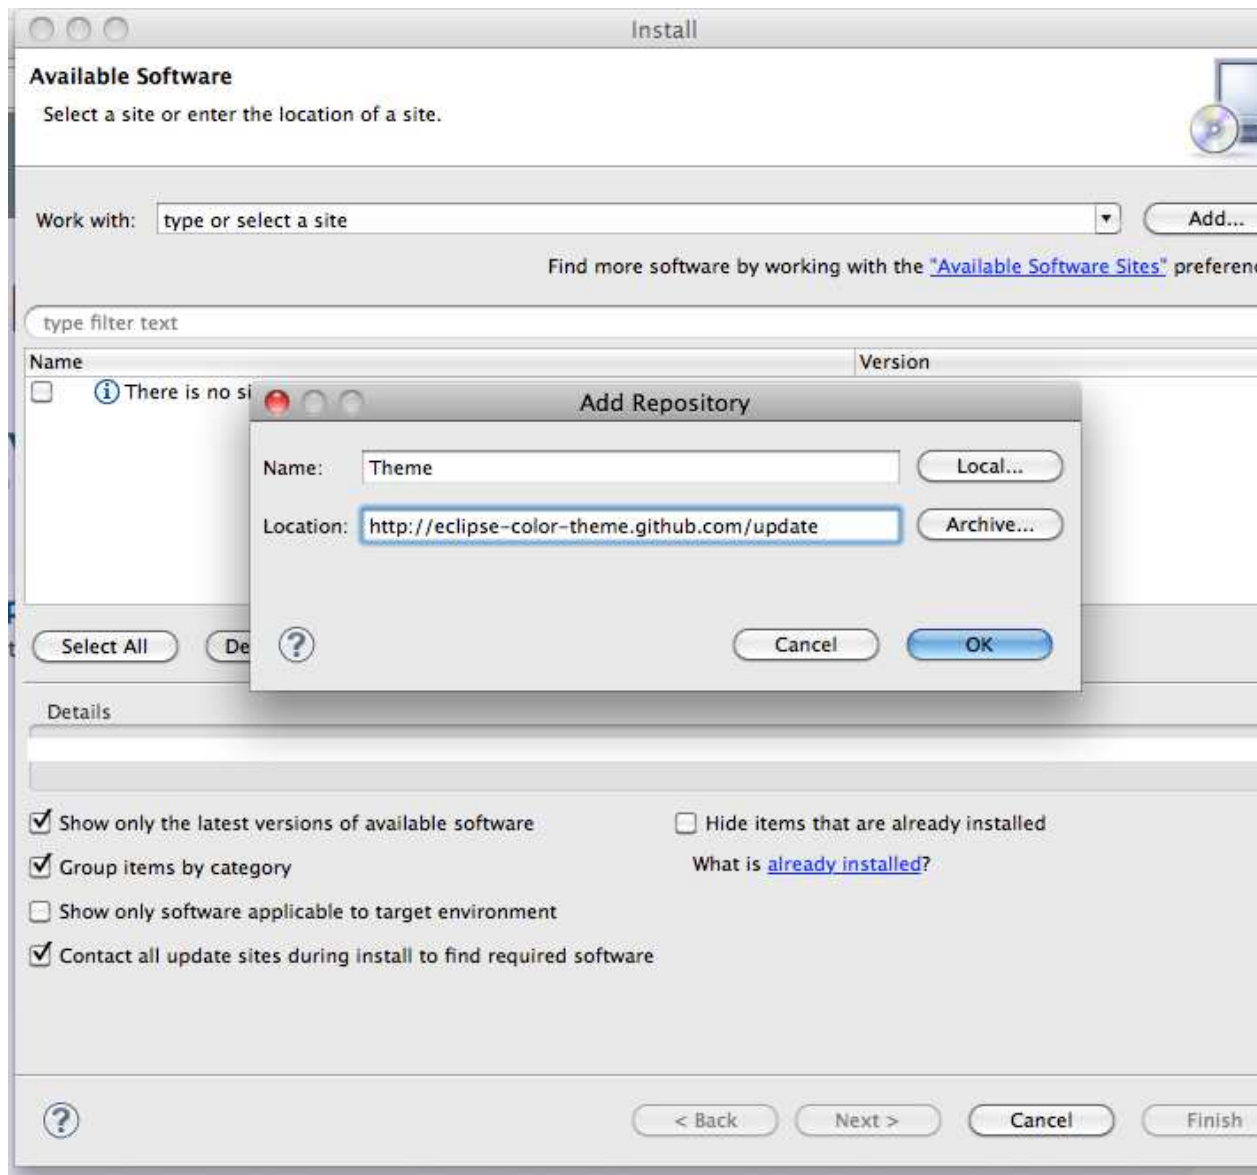 Install
Available Software
Select a site or enter the location of a site.
Work with: type or select a site Add...
Find more software by working with the "Available Software Sites"
type filter text
Name Version
There is no
Add Repository
Name: Theme Local...
Location: http://eclipse-color-theme.github.com/update Archive...
Select All
? Cancel OK
Details
Show only the latest versions of available software Hide items that are already installed
Group items by category What is already installed?
Show only software applicable to target environment
Contact all update sites during install to find required software
? < Back Next > Cancel Finish